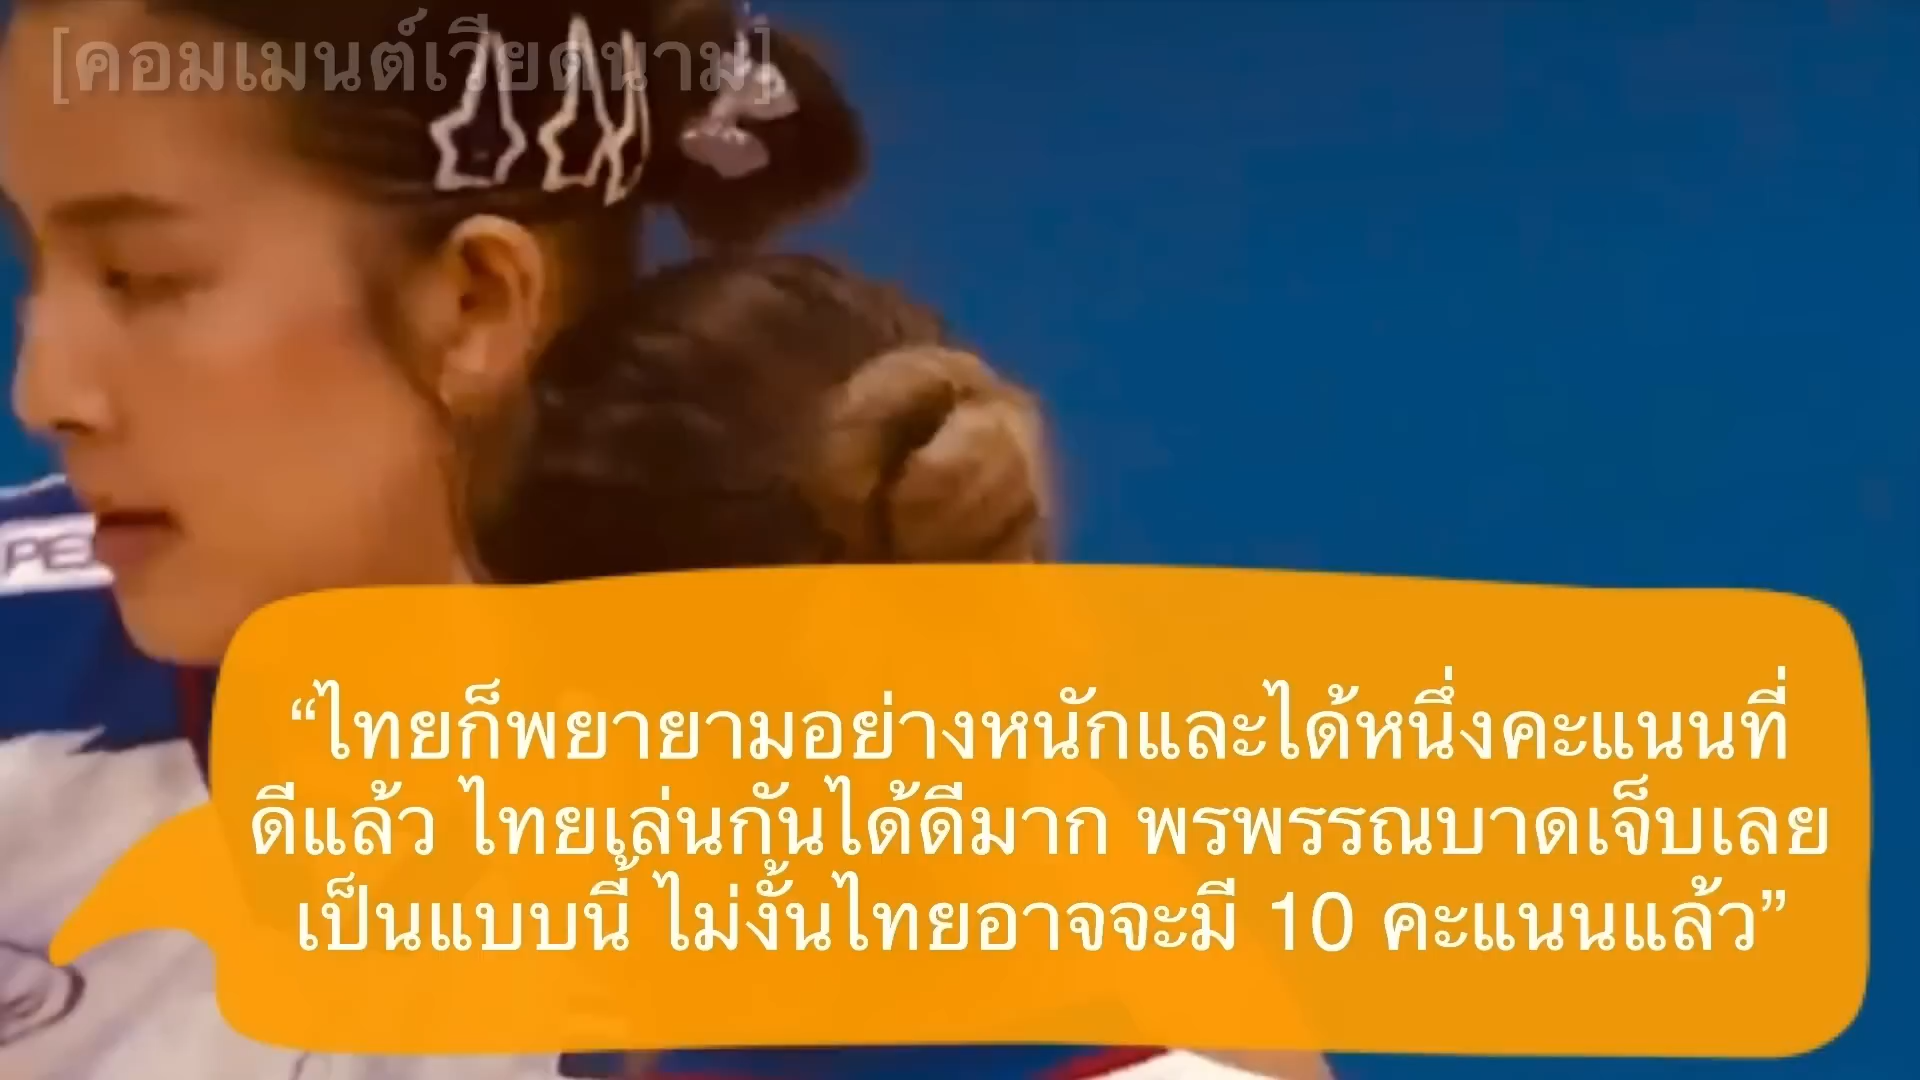 [คอมเมนต์เวียดนาม]
PE
“ไทยก็พยายามอย่างหนักและได้หนึ่งคะแนนที่
ดีแล้ว ไทยเล่นกันได้ดีมาก พรพรรณบาดเจ็บเลย
เป็นแบบนี้ ไม่งั้นไทยอาจจะมี 10 คะแนนแล้ว”